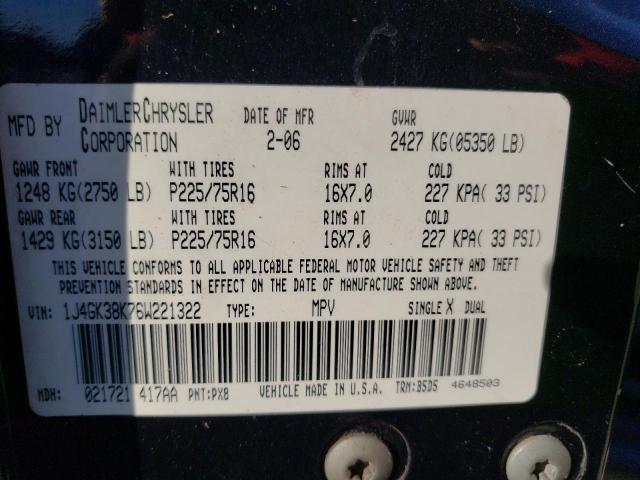 MFD BY DAIMLERCHRYSLER CORPORATION DATE OF MFR 2-06 GVWR 2427 KG(05350 LB)
GAWR FRONT WITH TIRES RIMS AT COLD
1248 KG(2750 LB) P225/75R16 16X7.0 227 KPA( 33 PSI)
GAWR REAR WITH TIRES RIMS AT COLD
1429 KG(3150 LB) P225/75R16 16X7.0 227 KPA( 33 PSI)
THIS VEHICLE CONFORMS TO ALL APPLICABLE FEDERAL MOTOR VEHICLE SAFETY AND THEFT
PREVENTION STANDARDS IN EFFECT ON THE DATE OF MANUFACTURE SHOWN ABOVE.
VIN: 1J4GK38K76W221322 TYPE: MPV SINGLE X DUAL
MDH: 021721 417AA PNT:PX8 VEHICLE MADE IN U.S.A. TRN:B5D5 4648503